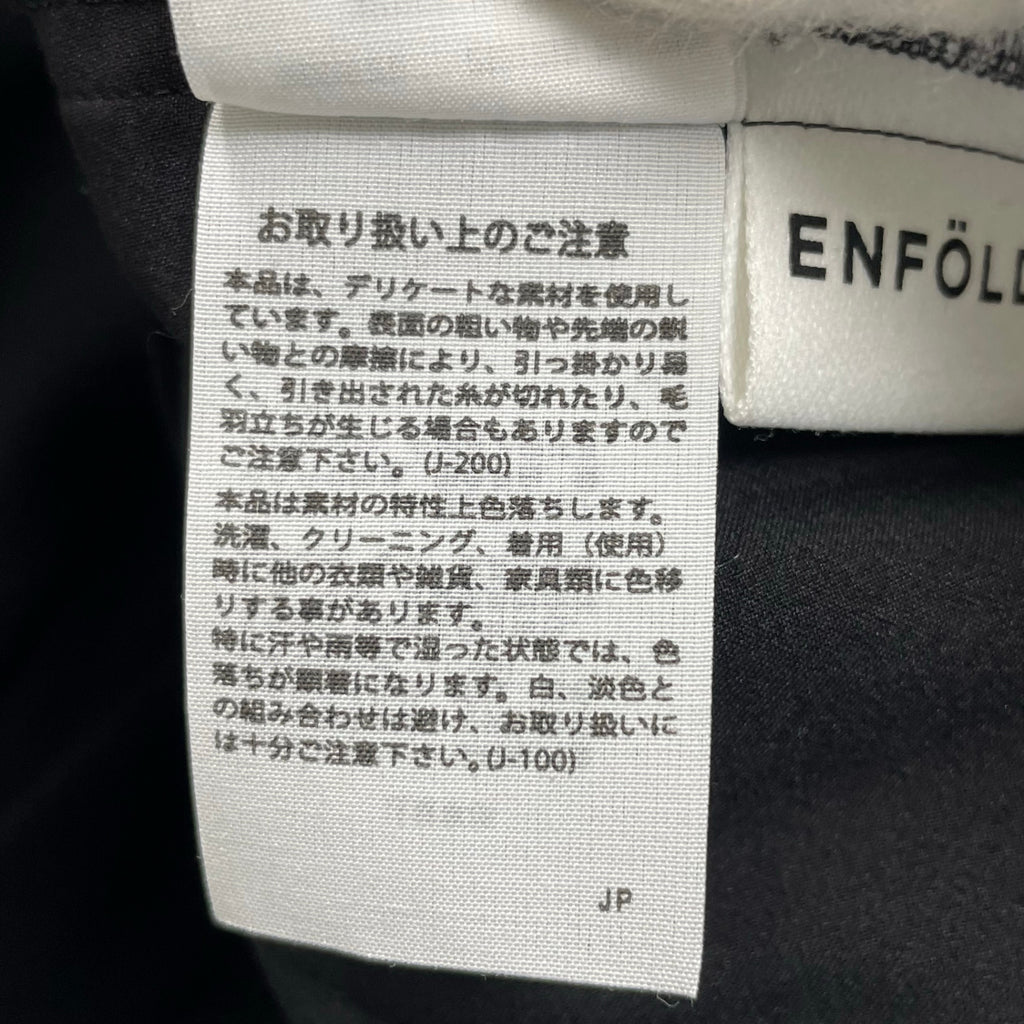 お取り扱い上のご注意
本品は、デリケートな素材を使用し
ています。表面の粗い物や先端の鋭
い物との摩擦により、引っ掛かり易
く、引き出された糸が切れたり、毛
羽立ちが生じる場合もありますので
ご注意下さい。(J-200)
本品は素材の特性上色落ちします。
洗濯、クリーニング、着用（使用）
時に他の衣類や雑貨、家具類に色移
りする事があります。
特に汗や雨等で湿った状態では、色
落ちが顕著になります。白、淡色と
の組み合わせは避け、お取り扱いに
は十分ご注意下さい。(J-100)
JP
ENFÖLD